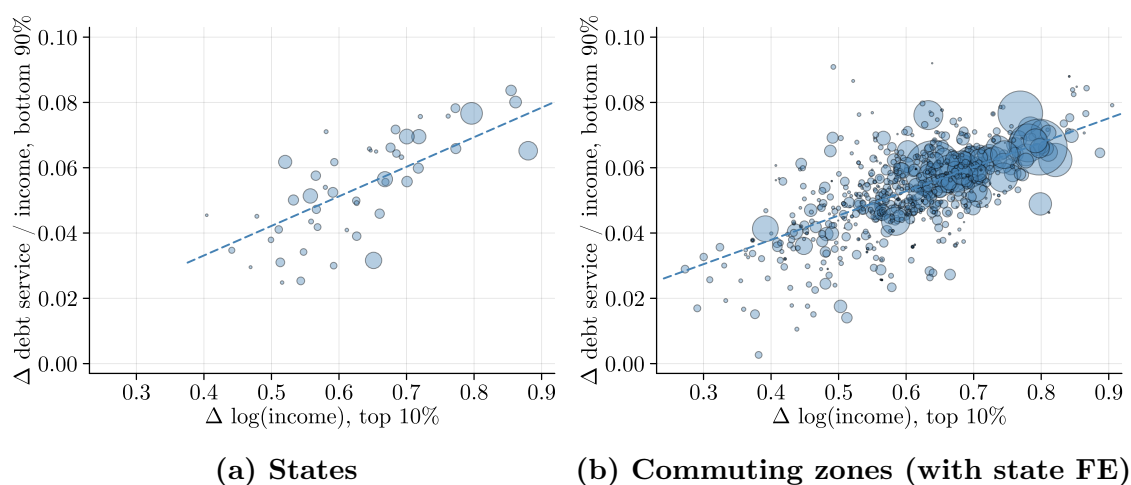 Δ debt service / income, bottom 90%
0.10
0.08
0.06
0.04
0.02
0.00
0.3 0.4 0.5 0.6 0.7 0.8 0.9
Δ log(income), top 10%
(a) States
Δ debt service / income, bottom 90%
0.10
0.08
0.06
0.04
0.02
0.00
0.3 0.4 0.5 0.6 0.7 0.8 0.9
Δ log(income), top 10%
(b) Commuting zones (with state FE)